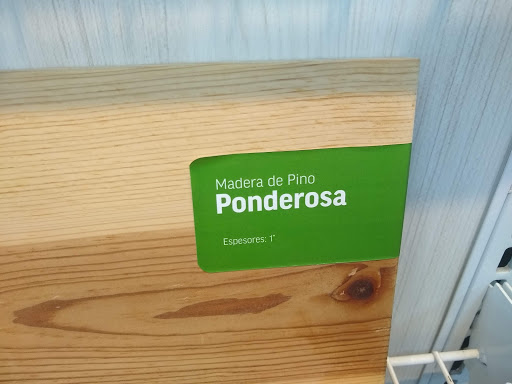 Madera de Pino
Ponderosa
Espesores: 1"